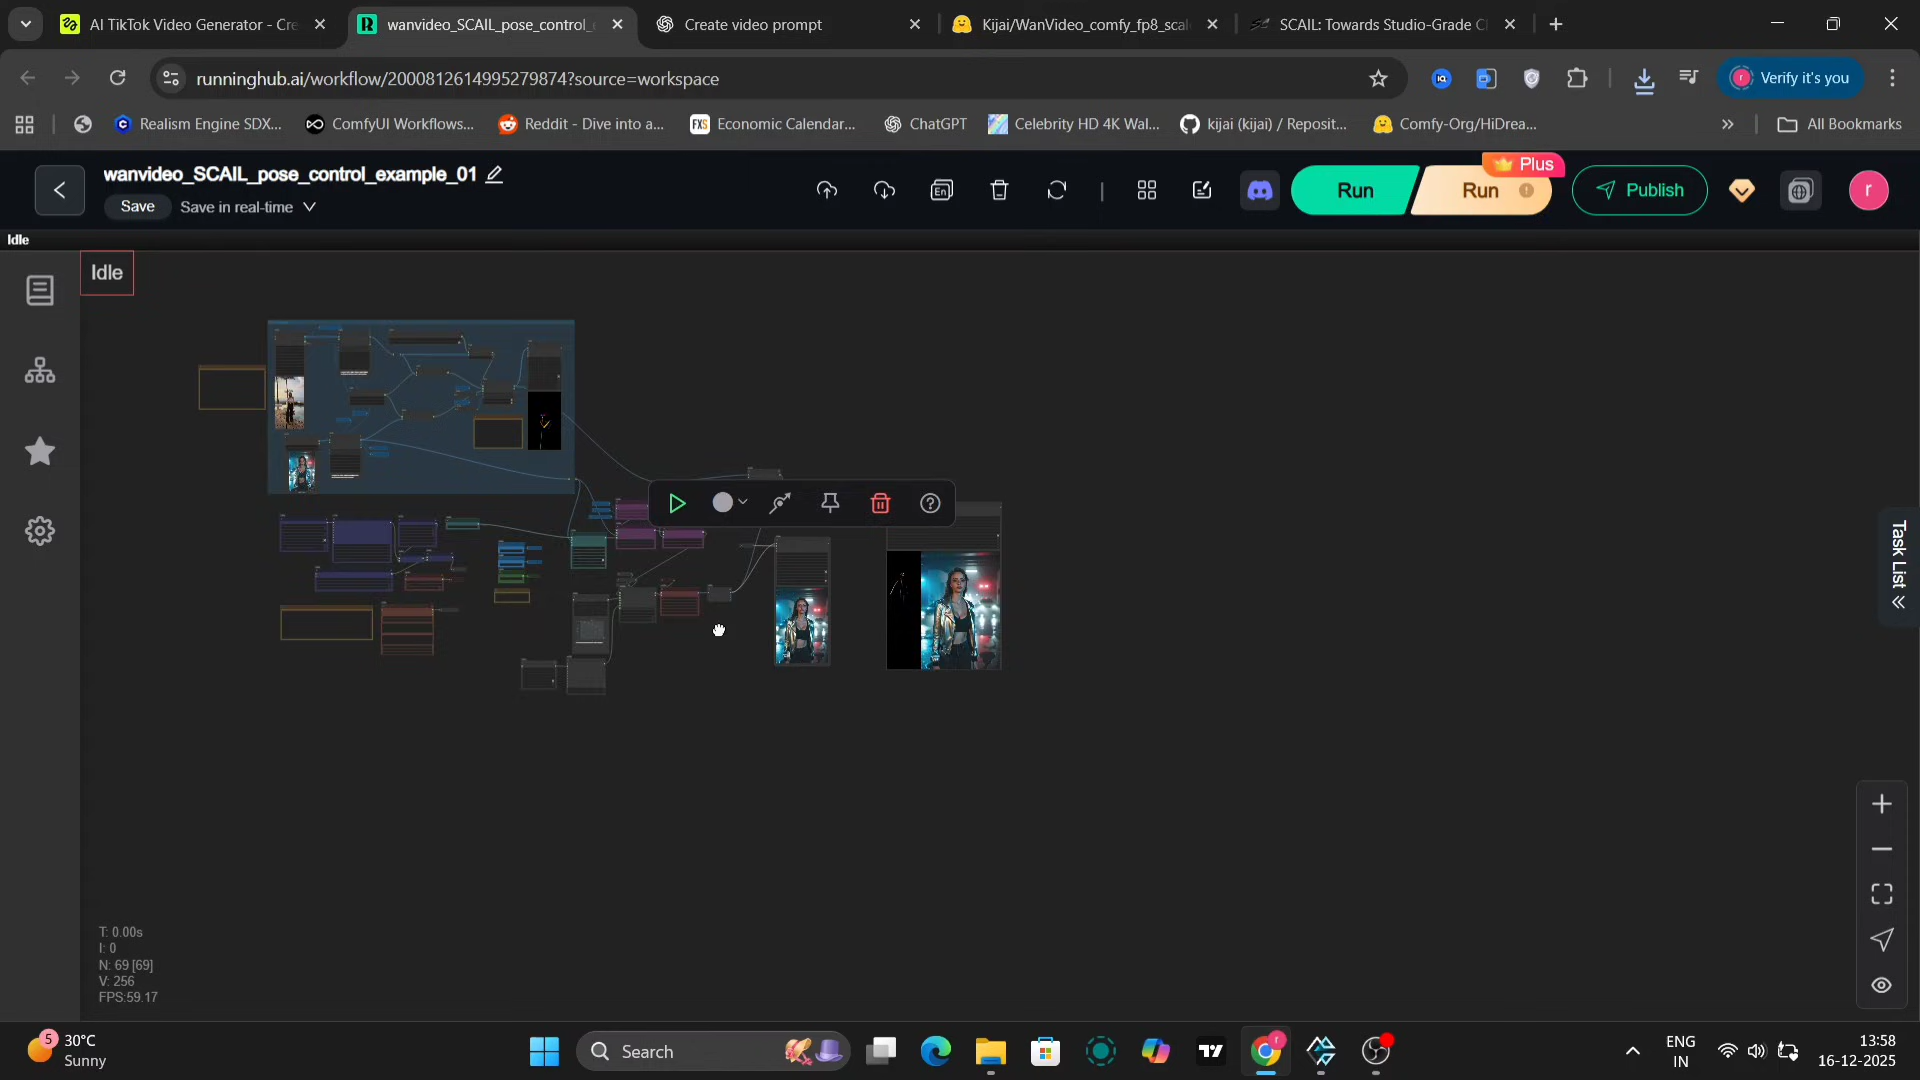 AI TikTok Video Generator - Cre
wanvideo_SCAIL_pose_control_
Create video prompt
Kijai/WanVideo_comfy_fp8_scal
SCAIL: Towards Studio-Grade C
runninghub.ai/workflow/2000812614995279874?source=workspace
Verify it's you
Realism Engine SDX...
ComfyUI Workflows...
Reddit - Dive into a...
FXS
Economic Calendar...
ChatGPT
Celebrity HD 4K Wal...
kijai (kijai) / Reposit...
Comfy-Org/HiDrea...
All Bookmarks
wanvideo_SCAIL_pose_control_example_01
Save
Save in real-time
En
Run
Run
Plus
Publish
r
Idle
Idle
Task List
T: 0.00s
I: 0
N: 69 [69]
V: 256
FPS:59.17
5
30°C
Sunny
Search
ENG
IN
13:58
16-12-2025